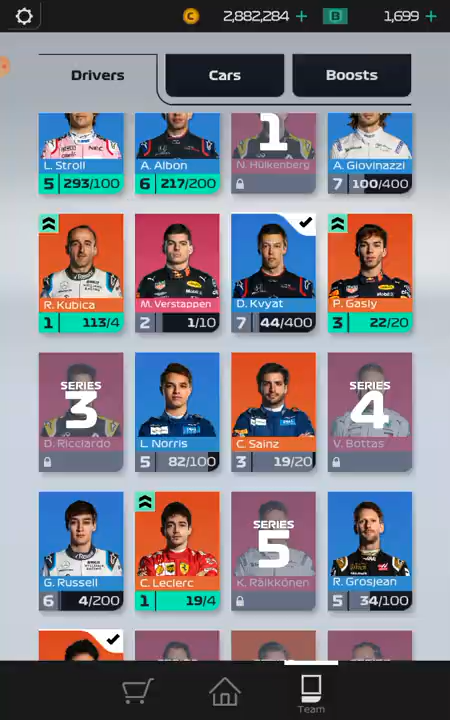 C 2,882,284 + B 1,699 +
Drivers Cars Boosts
1
L. Stroll A. Albon N. Hülkenberg A. Giovinazzi
5 293/100 6 217/200 7 100/400
R. Kubica M. Verstappen D. Kvyat P. Gasly
1 113/4 2 1/10 7 44/400 3 22/20
SERIES SERIES
3 4
D. Ricciardo L. Norris C. Sainz V. Bottas
5 82/100 3 19/20
SERIES
5
G. Russell C. Leclerc K. Räikkönen R. Grosjean
6 4/200 1 19/4 5 34/100
Team